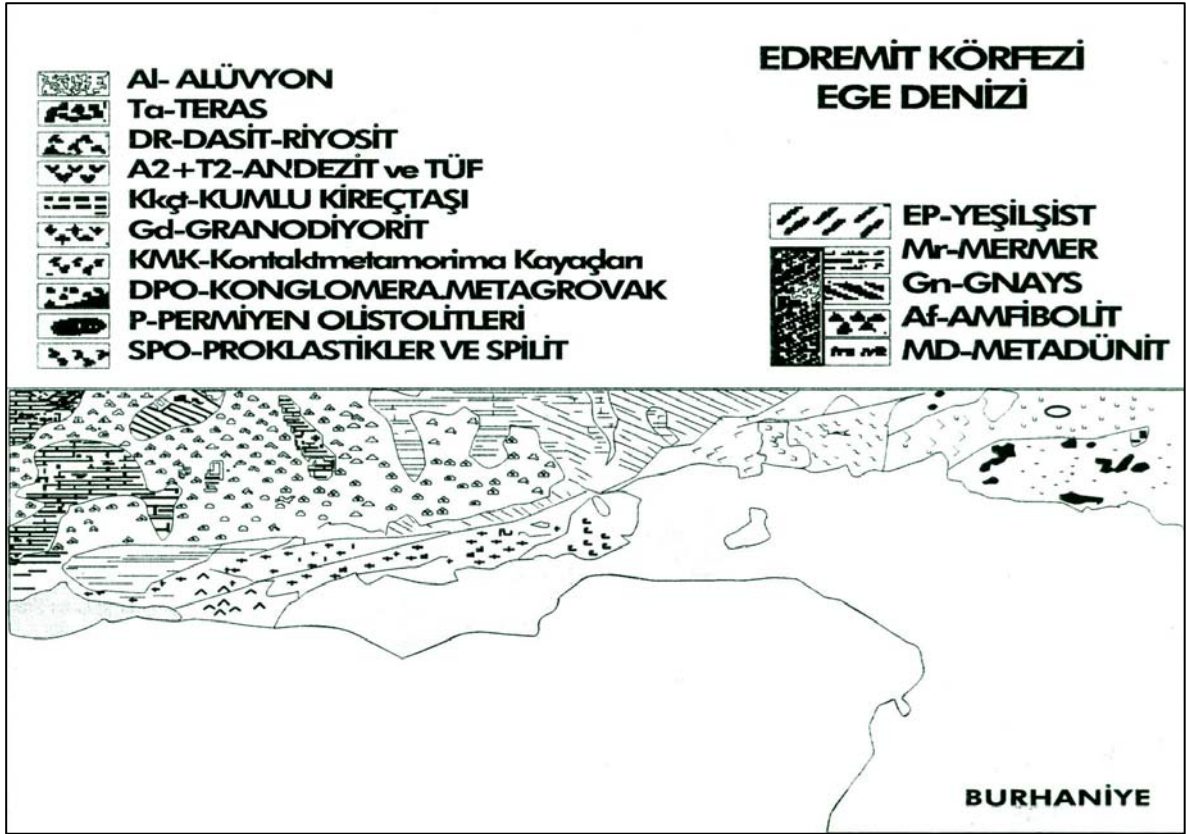 EDREMİT KÖRFEZİ
EGE DENİZİ
Al- ALÜVYON
Ta-TERAS
DR-DASİT-RİYOSİT
A2+T2-ANDEZİT ve TÜF
Kkçt-KUMLU KİREÇTAŞI
Gd-GRANODİYORİT
KMK-Kontaktmetamorima Kayaçları
DPO-KONGLOMERA.METAGROVAK
P-PERMİYEN OLİSTOLİTLERİ
SPO-PROKLASTİKLER VE SPİLİT
EP-YEŞİLŞİST
Mr-MERMER
Gn-GNAYS
Af-AMFİBOLİT
MD-METADÜNİT
BURHANİYE